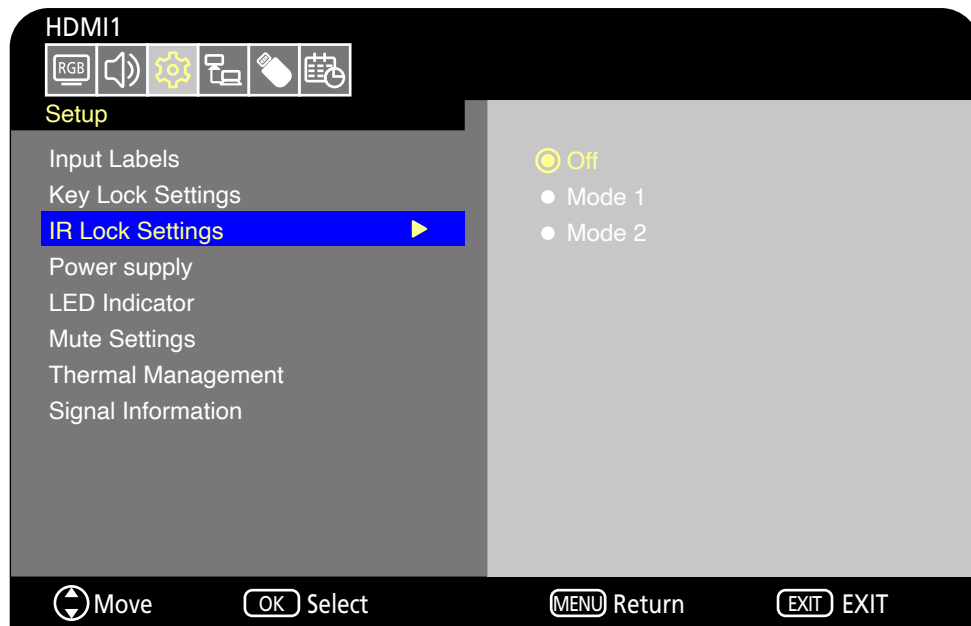 HDMI1
RGB
Setup
Input Labels
Key Lock Settings
IR Lock Settings
Power supply
LED Indicator
Mute Settings
Thermal Management
Signal Information
Off
Mode 1
Mode 2
Move OK Select MENU Return EXIT EXIT